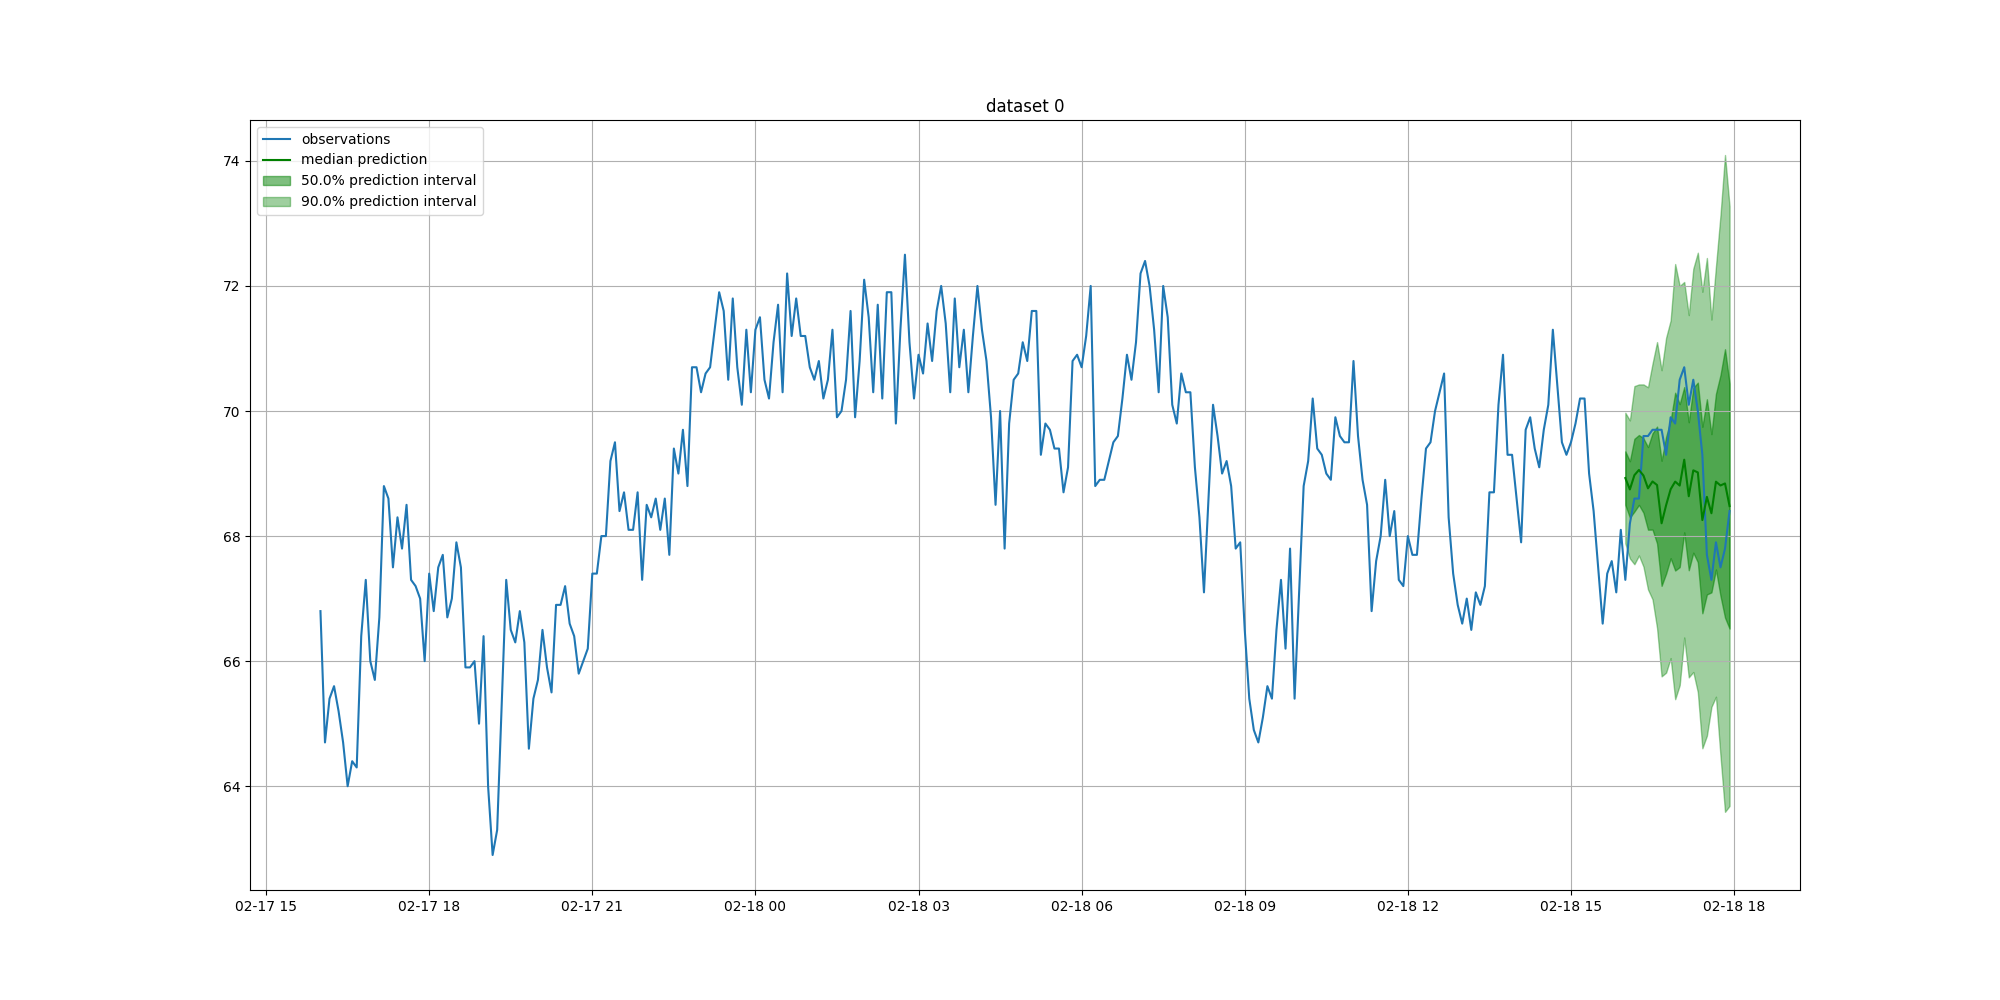 dataset 0
observations
median prediction
50.0% prediction interval
90.0% prediction interval
74
72
70
68
66
64
02-17 15 02-17 18 02-17 21 02-18 00 02-18 03 02-18 06 02-18 09 02-18 12 02-18 15 02-18 18